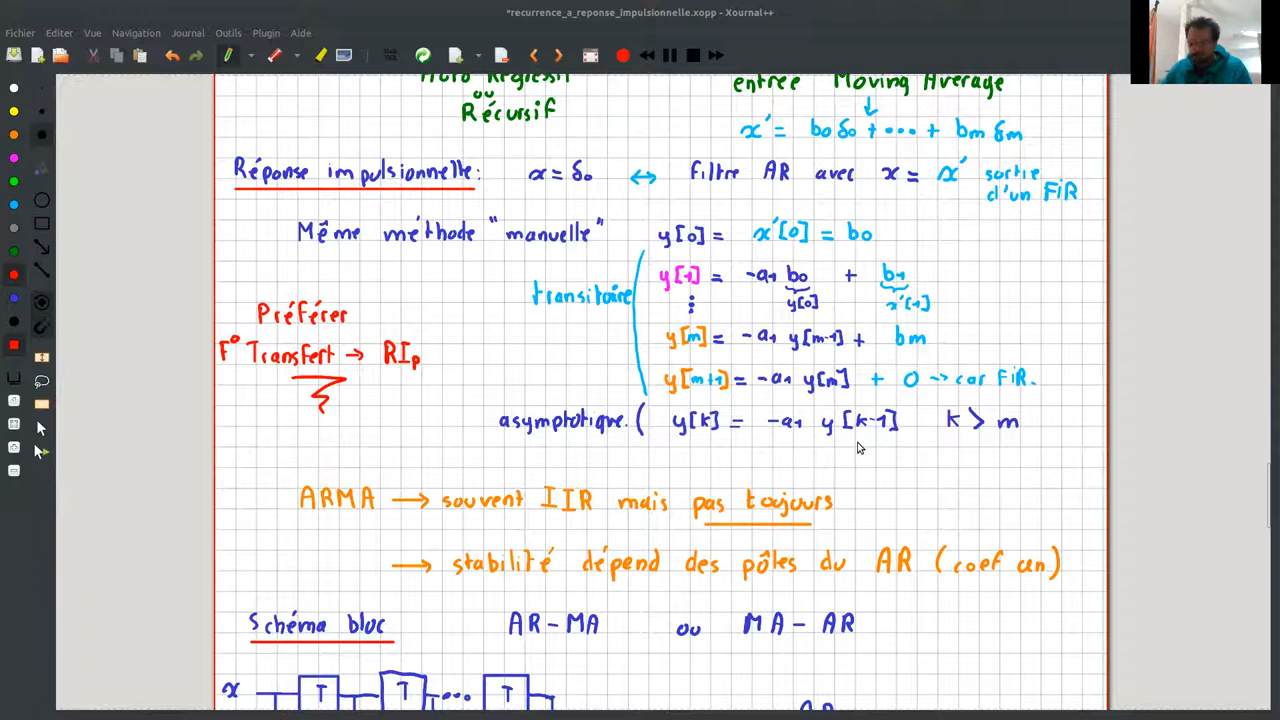 *recurrence_a_reponse_impulsionnelle.xopp - Xournal++
Fichier Editer Vue Navigation Journal Outils Plugin Aide
Auto Régressif
ou
Récursif
entrée Moving Average
x' = b0 δ0 + ••• + bm δm
Réponse impulsionnelle: x = δ0 ↔ filtre AR avec x = x' sortie
d'un FiR
Même méthode "manuelle" y[0] = x'[0] = b0
transitoire
y[1] = -a1 b0 + b1
y[0] x'[1]
⋮
y[m] = -a1 y[m-1] + bm
y[m+1] = -a1 y[m] + 0 → car FiR.
asymptotique. ( y[k] = -a1 y[k-1] k > m
Préférer
F° Transfert → RIp
ARMA → souvent IIR mais pas toujours
→ stabilité dépend des pôles du AR (coef an)
Schéma bloc AR-MA ou MA-AR
x T T ••• T
AR